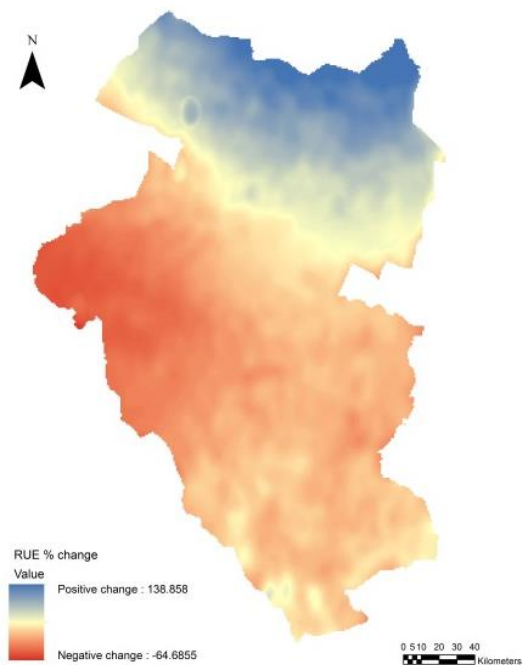 N
RUE % change
Value
Positive change : 138.858
Negative change : -64.6855
0 5 10 20 30 40
Kilometers